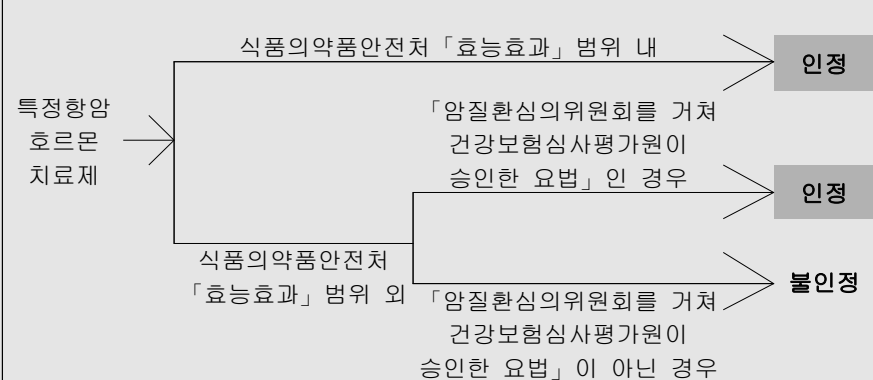 식품의약품안전처「효능효과」범위 내
인정
특정항암
호르몬
치료제
「암질환심의위원회를 거쳐
건강보험심사평가원이
승인한 요법」인 경우
인정
식품의약품안전처
「효능효과」범위 외
불인정
「암질환심의위원회를 거쳐
건강보험심사평가원이
승인한 요법」이 아닌 경우